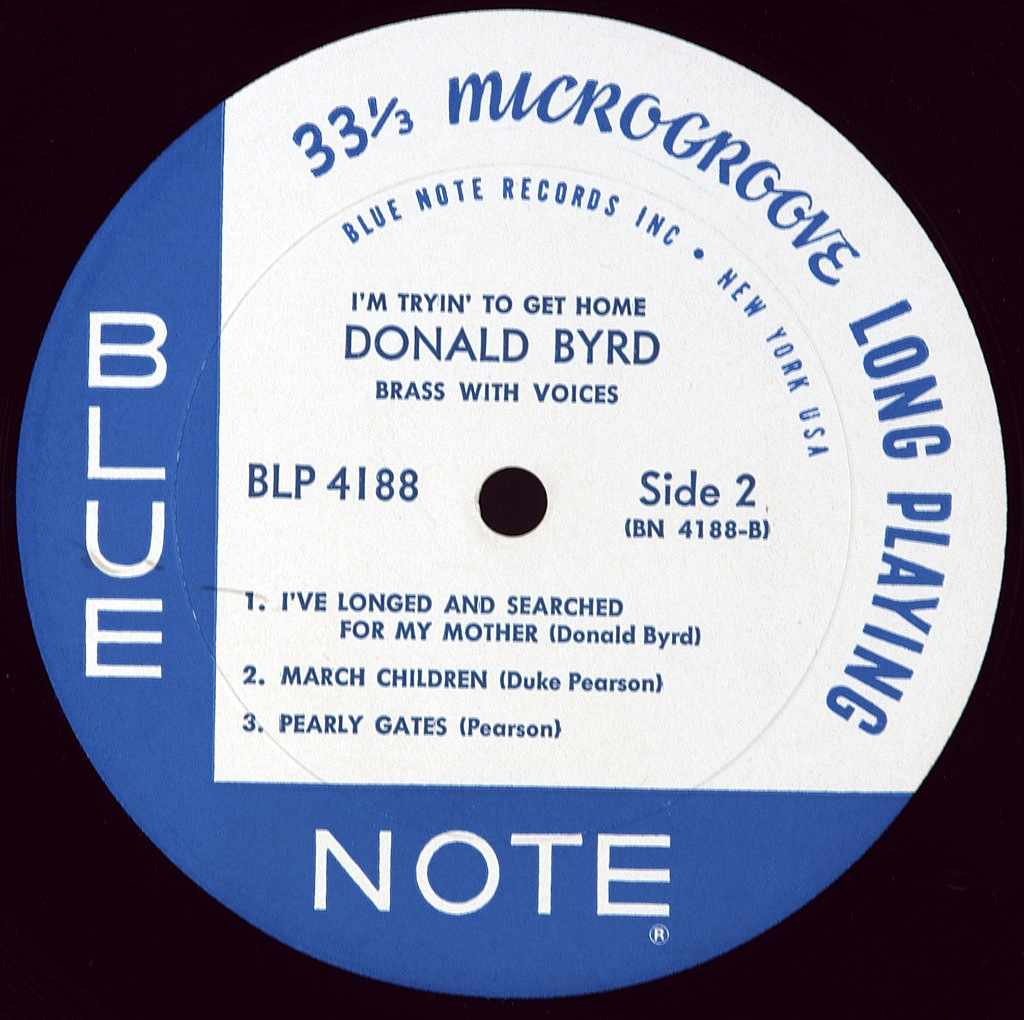 33⅓ MICROGROOVE LONG PLAYING
BLUE NOTE RECORDS INC • NEW YORK USA
I'M TRYIN' TO GET HOME
DONALD BYRD
BRASS WITH VOICES
BLP 4188
Side 2
(BN 4188-B)
1. I'VE LONGED AND SEARCHED
FOR MY MOTHER (Donald Byrd)
2. MARCH CHILDREN (Duke Pearson)
3. PEARLY GATES (Pearson)
BLUE
NOTE
®